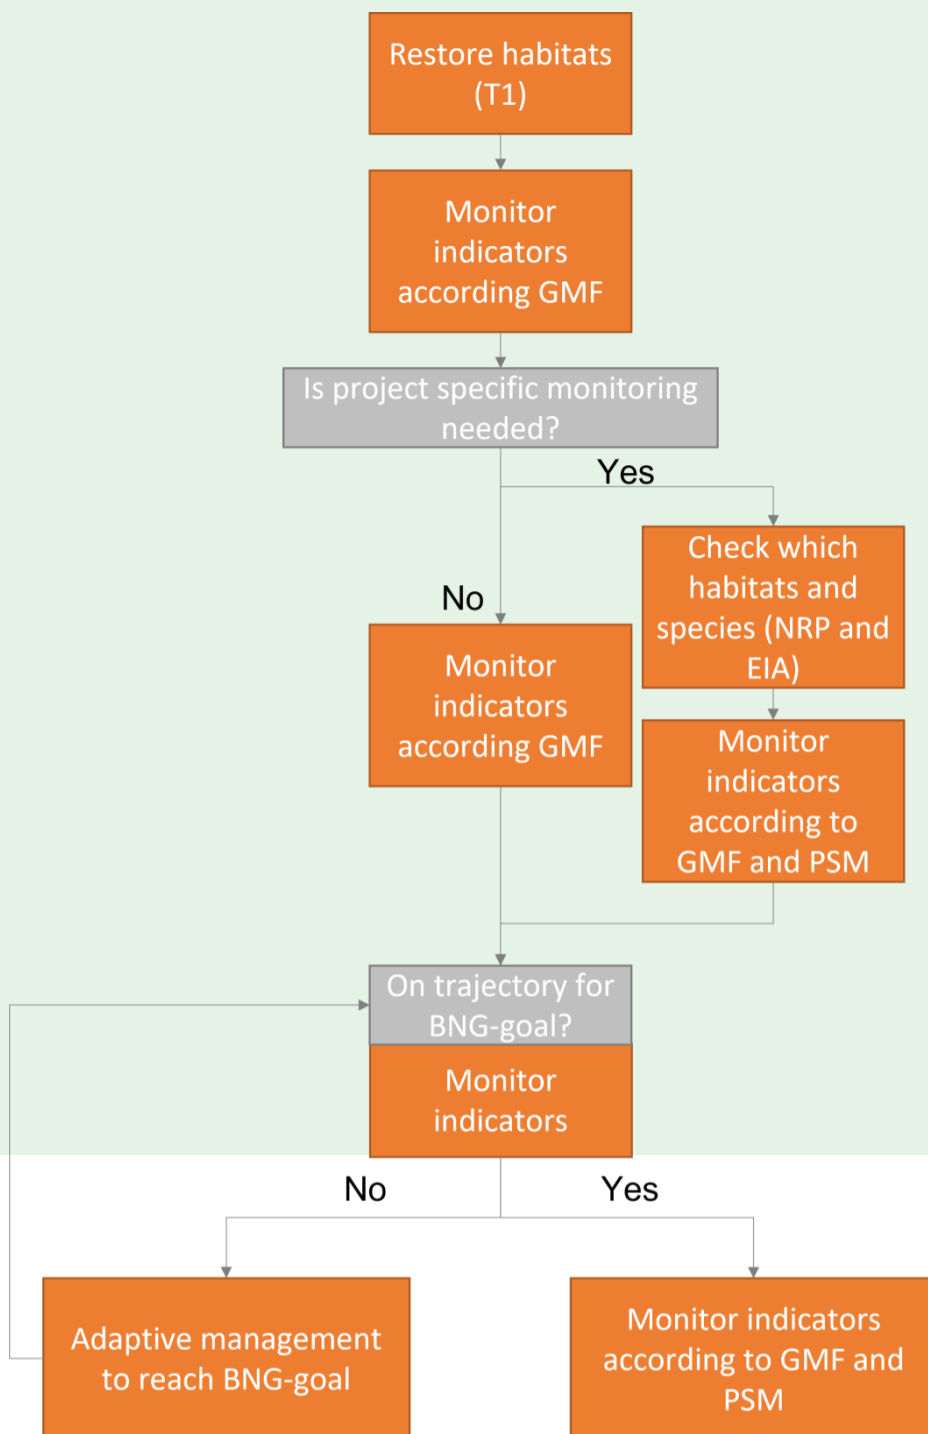 Restore habitats
(T1)
Monitor
indicators
according GMF
Is project specific monitoring
needed?
Yes
No
Check which
habitats and
species (NRP and
EIA)
Monitor
indicators
according GMF
Monitor
indicators
according to
GMF and PSM
On trajectory for
BNG-goal?
Monitor
indicators
No
Yes
Adaptive management
to reach BNG-goal
Monitor indicators
according to GMF and
PSM